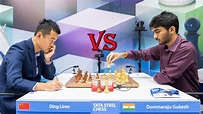 VS
Ding Liren
TATA STEEL
CHESS
Dommaraju Gukesh